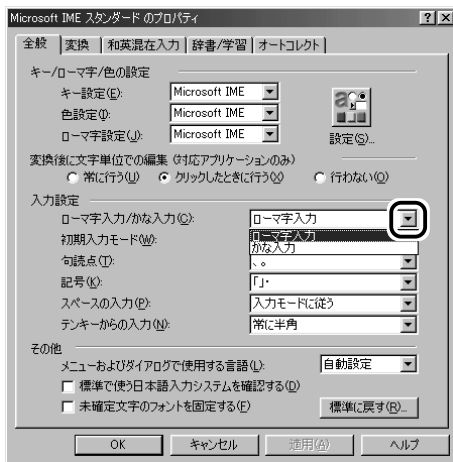 Microsoft IME スタンダード のプロパティ
全般 変換 和英混在入力 辞書/学習 オートコレクト
キー/ローマ字/色の設定
キー設定(E): Microsoft IME
色設定(I): Microsoft IME
ローマ字設定(J): Microsoft IME
設定(S)...
変換後に文字単位での編集 (対応アプリケーションのみ)
常に行う(U) クリックしたときに行う(X) 行わない(O)
入力設定
ローマ字入力/かな入力(C): ローマ字入力
ローマ字入力
初期入力モード(W):
かな入力
句読点(T): 、。
記号(K): 「」・
スペースの入力(P): 入力モードに従う
テンキーからの入力(N): 常に半角
その他
メニューおよびダイアログで使用する言語(L): 自動設定
標準で使う日本語入力システムを確認する(D)
未確定文字のフォントを固定する(F) 標準に戻す(R)...
OK キャンセル 適用(A) ヘルプ